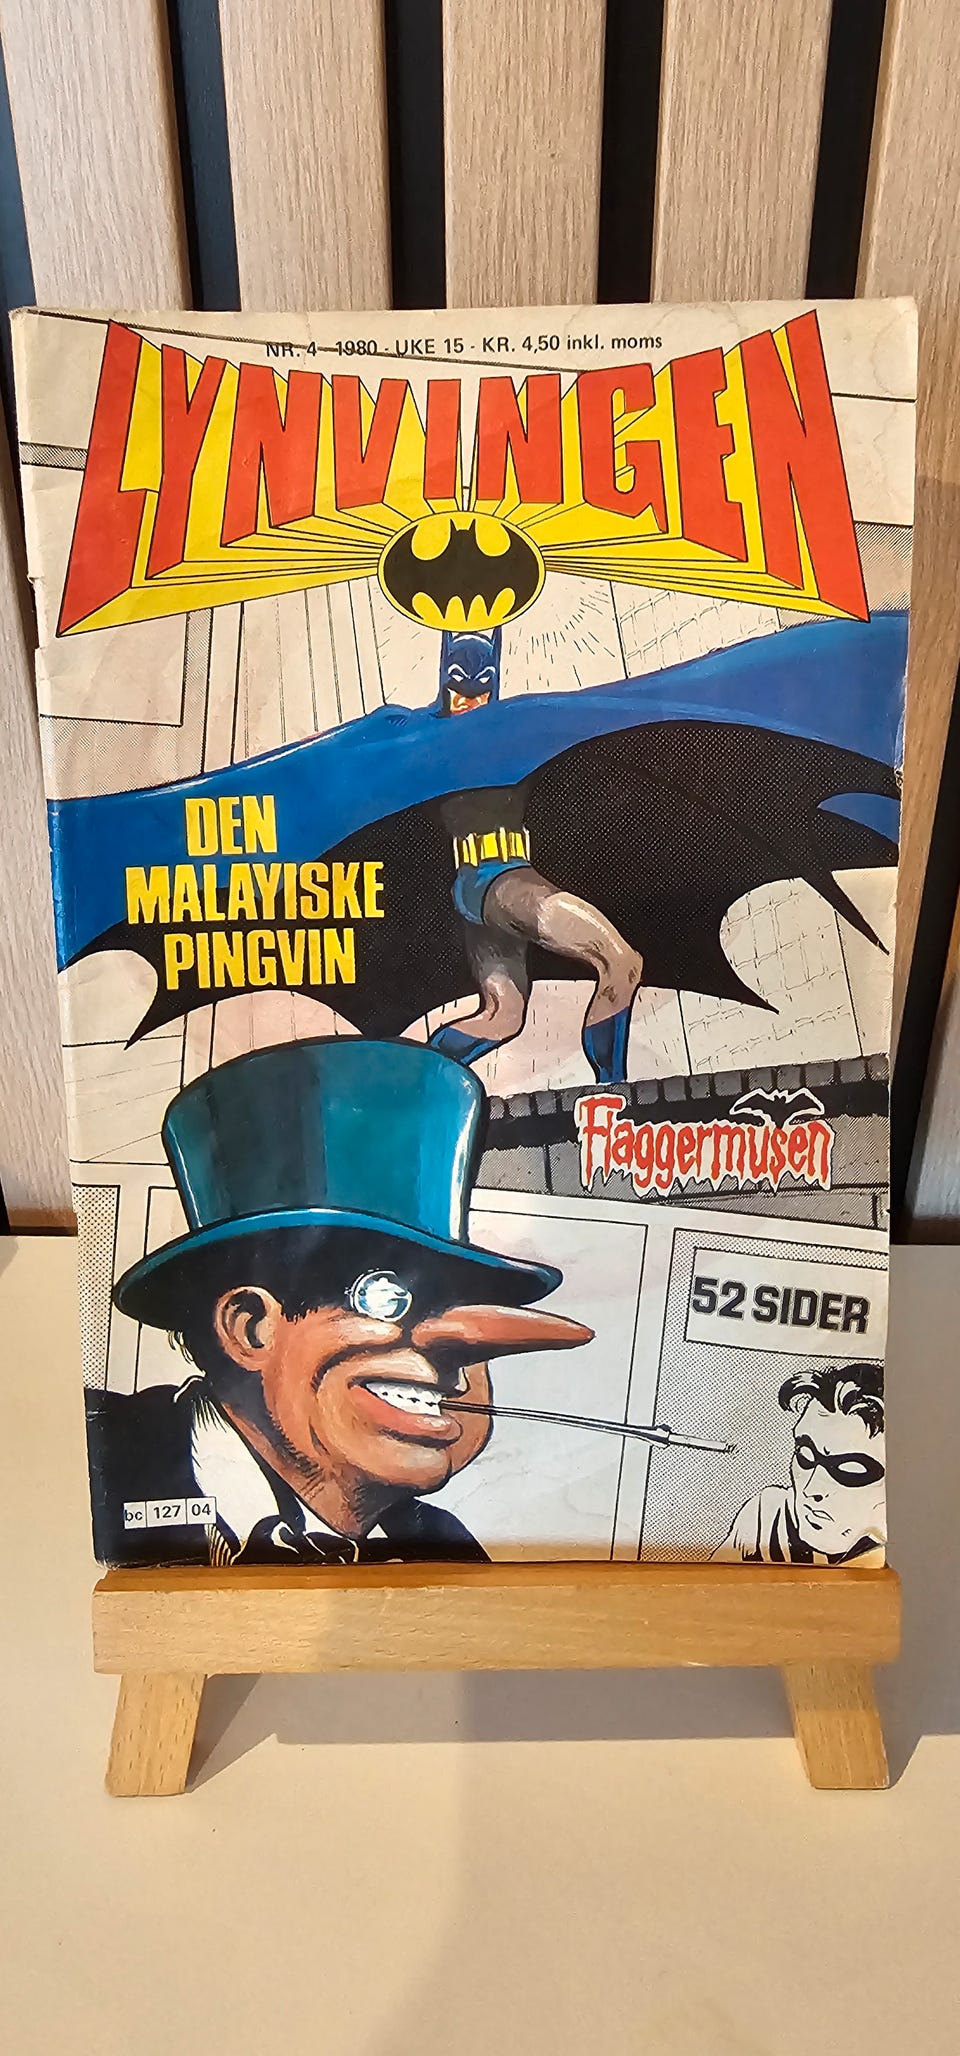 NR. 4 - 1980 - UKE 15 - KR. 4,50 inkl. moms
LYNVINGEN
DEN
MALAYISKE
PINGVIN
Flaggermusen
52 SIDER
bc 127 04